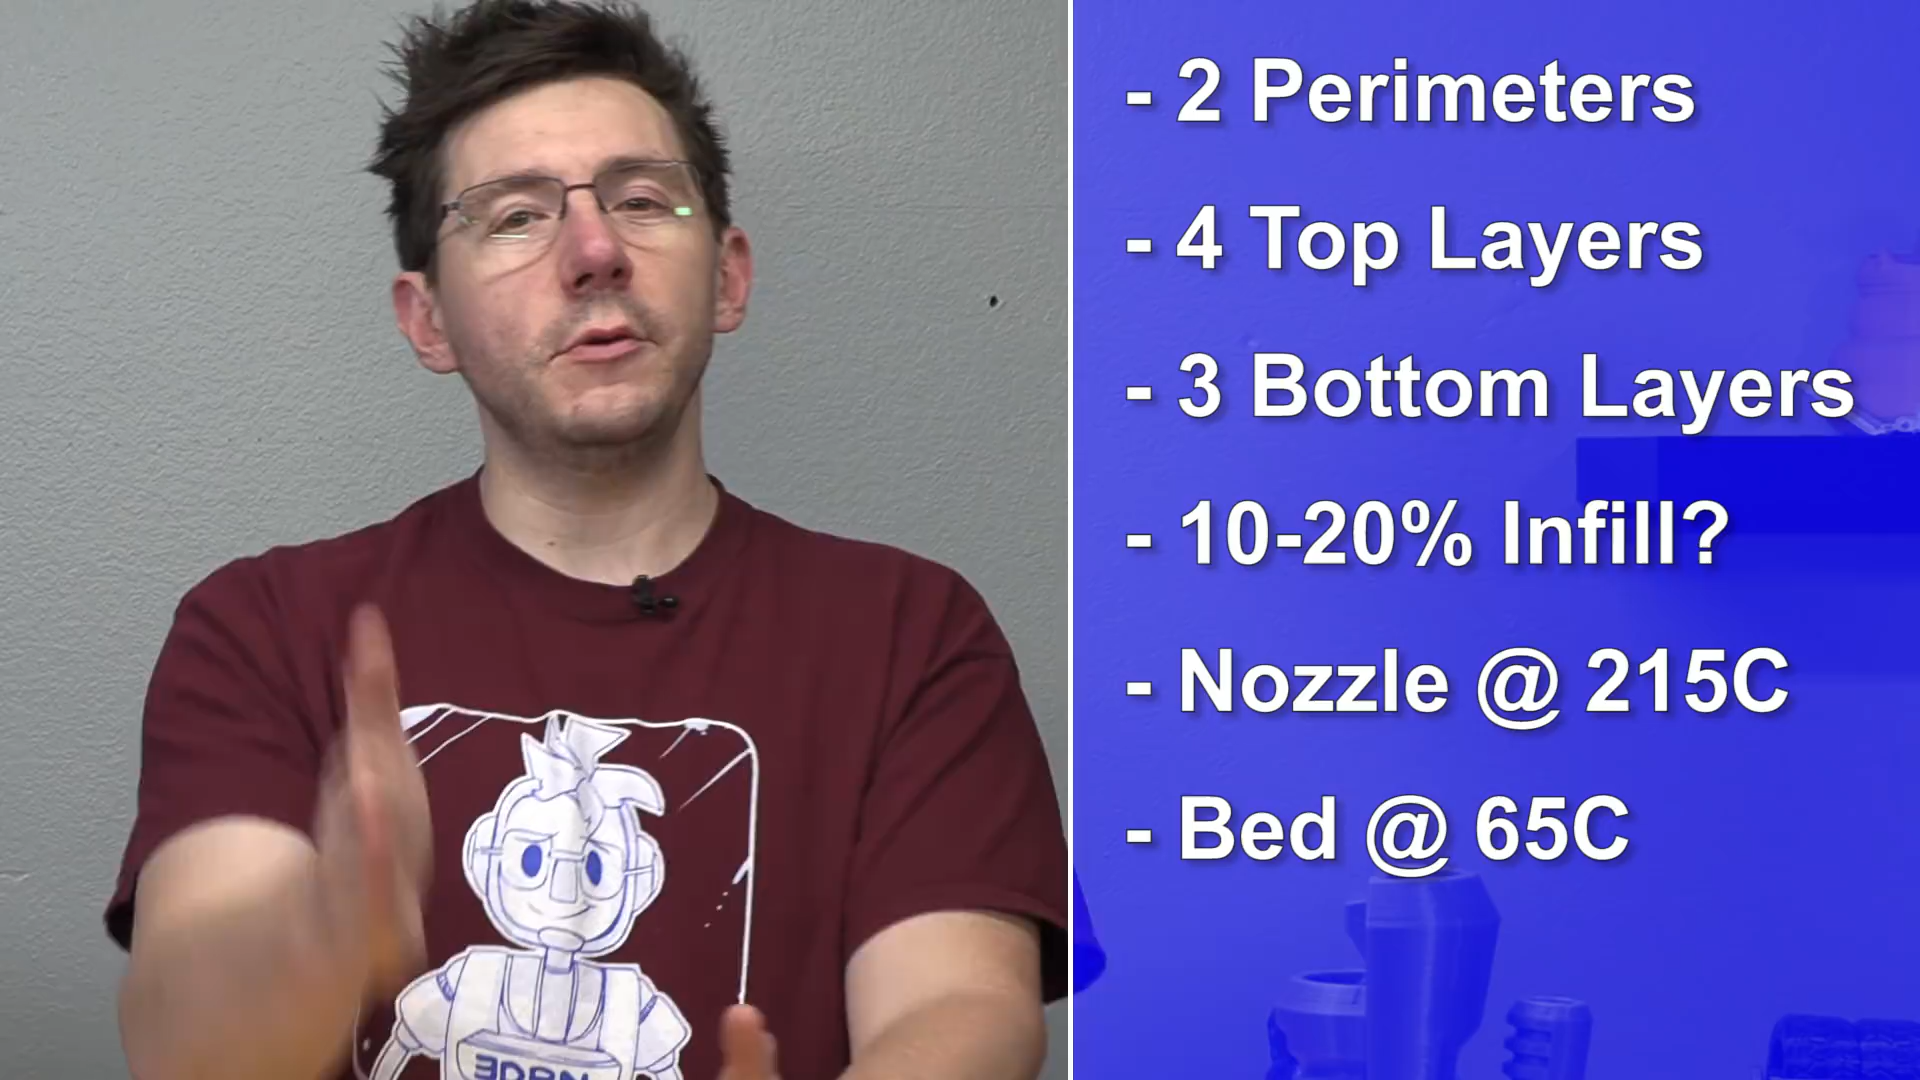 - 2 Perimeters
- 4 Top Layers
- 3 Bottom Layers
- 10-20% Infill?
- Nozzle @ 215C
- Bed @ 65C